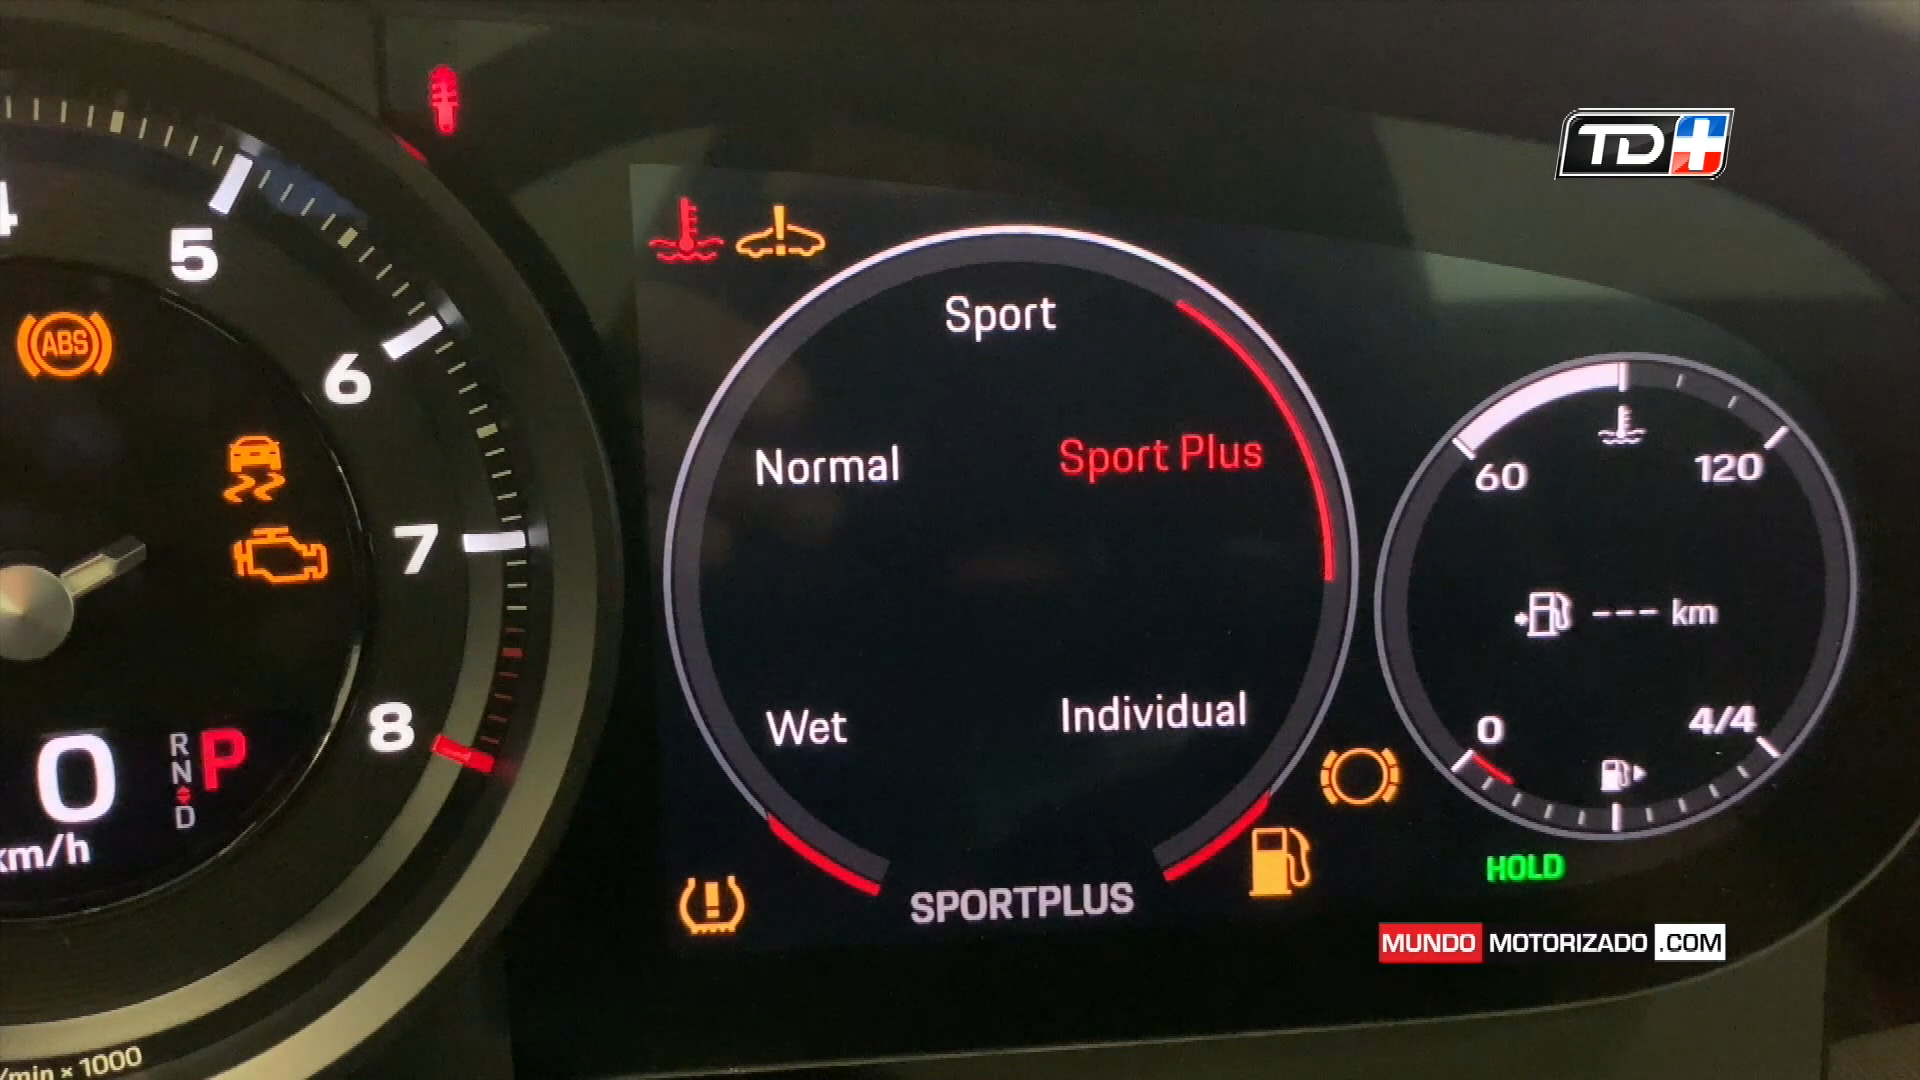 TD
4
5
6
7
8
ABS
0
km/h
R
N
D
P
/min x 1000
Sport
Normal
Sport Plus
Wet
Individual
SPORTPLUS
60
120
--- km
0
4/4
HOLD
MUNDO MOTORIZADO .COM